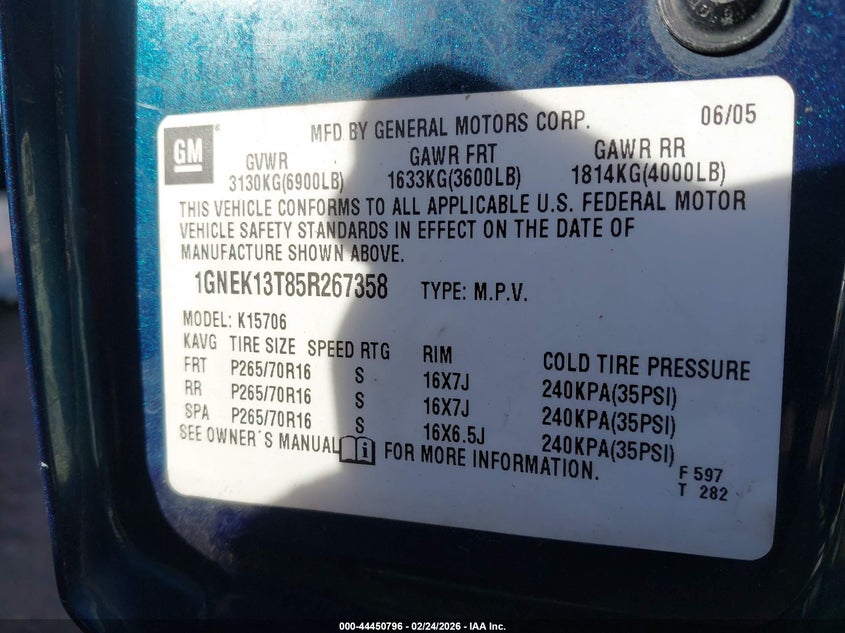 GM
MFD BY GENERAL MOTORS CORP. 06/05
GVWR GAWR FRT GAWR RR
3130KG(6900LB) 1633KG(3600LB) 1814KG(4000LB)
THIS VEHICLE CONFORMS TO ALL APPLICABLE U.S. FEDERAL MOTOR
VEHICLE SAFETY STANDARDS IN EFFECT ON THE DATE OF
MANUFACTURE SHOWN ABOVE.
1GNEK13T85R267358 TYPE: M.P.V.
MODEL: K15706
KAVG TIRE SIZE SPEED RTG RIM COLD TIRE PRESSURE
FRT P265/70R16 S 16X7J 240KPA(35PSI)
RR P265/70R16 S 16X7J 240KPA(35PSI)
SPA P265/70R16 S 16X6.5J 240KPA(35PSI)
SEE OWNER´S MANUAL FOR MORE INFORMATION.
F 597
T 282
000-44450796 - 02/24/2026 - IAA Inc.